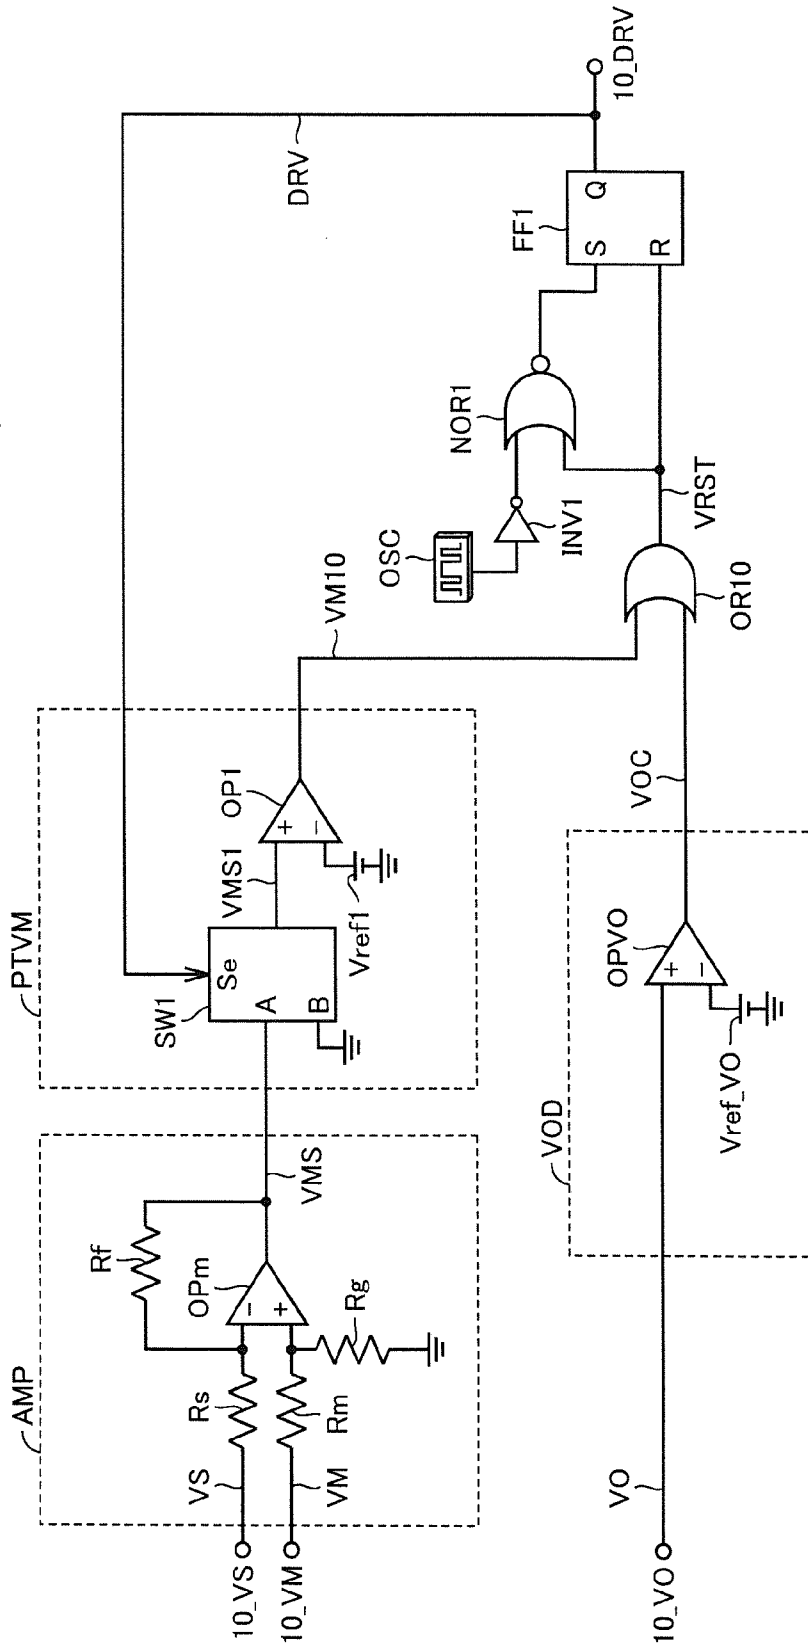 AMP
10_VS
VS
Rs
Rf
OPm
−
+
10_VM
VM
Rm
Rg
VMS
PTVM
SW1
Se
A
B
VMS1
OP1
+
−
Vref1
VM10
DRV
OSC
INV1
NOR1
FF1
S
R
Q
10_DRV
VOD
10_VO
VO
OPVO
+
−
Vref_VO
VOC
OR10
VRST